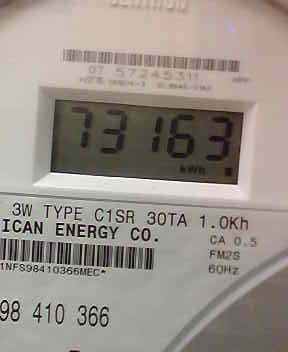 CENTRON
07 57245311
73163
kWh
3W TYPE C1SR 30TA 1.0Kh
ICAN ENERGY CO.
CA 0.5
FM2S
60Hz
1NFS98410366MEC*
98 410 366